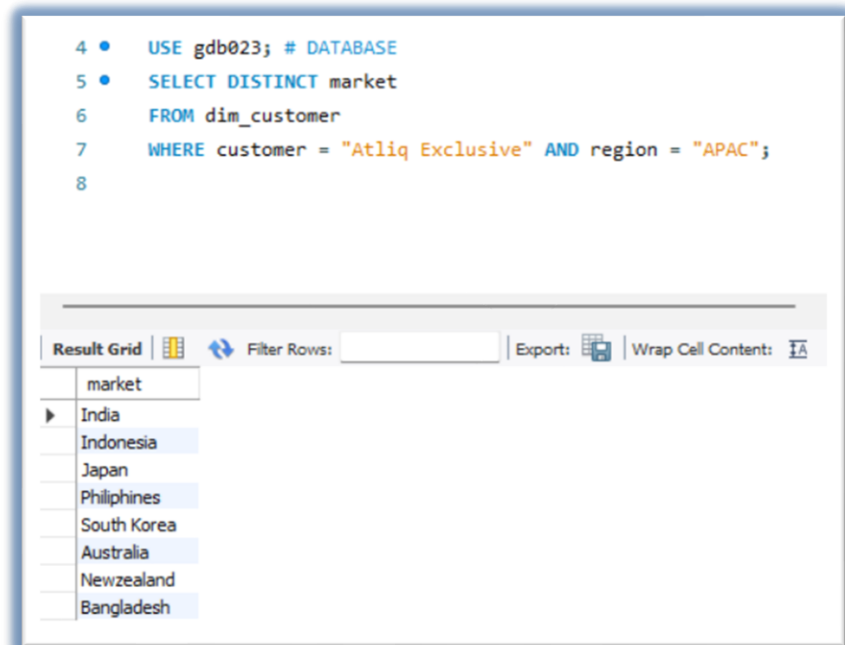 4 USE gdb023; # DATABASE
5 SELECT DISTINCT market
6 FROM dim_customer
7 WHERE customer = "Atliq Exclusive" AND region = "APAC";
8
Result Grid Filter Rows: Export: Wrap Cell Content: IA
market
India
Indonesia
Japan
Philiphines
South Korea
Australia
Newzealand
Bangladesh